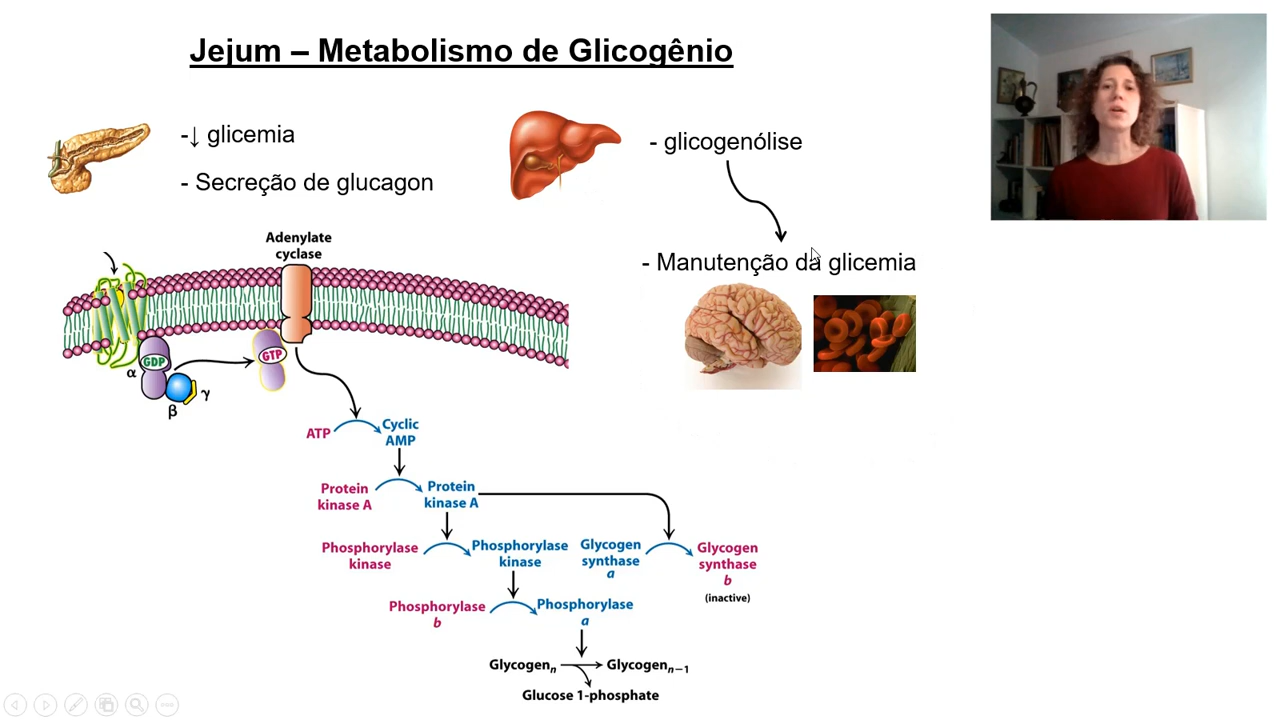 Jejum – Metabolismo de Glicogênio
-↓ glicemia
- Secreção de glucagon
- glicogenólise
- Manutenção da glicemia
Adenylate
cyclase
GDP
GTP
α
β
γ
ATP
Cyclic
AMP
Protein
kinase A
Protein
kinase A
Phosphorylase
kinase
Phosphorylase
kinase
Glycogen
synthase
a
Glycogen
synthase
b
(inactive)
Phosphorylase
b
Phosphorylase
a
Glycogenn
Glycogenn–1
Glucose 1-phosphate